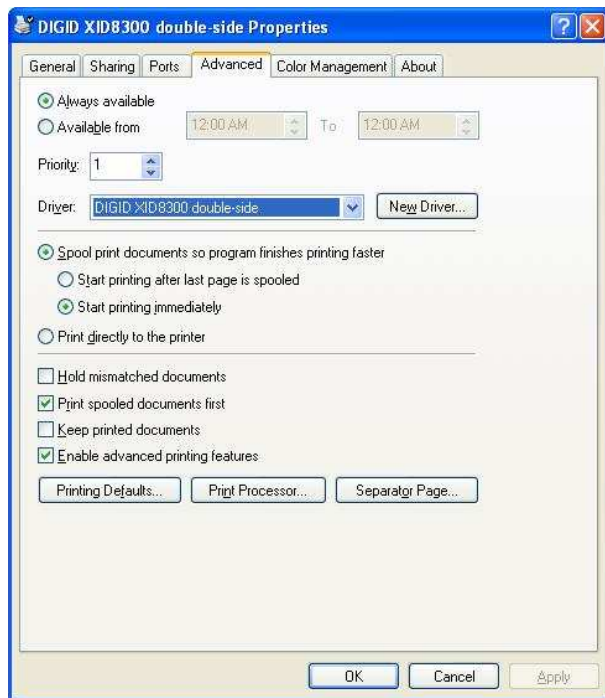 DIGID XID8300 double-side Properties
General Sharing Ports Advanced Color Management About
Always available
Available from 12:00 AM To 12:00 AM
Priority: 1
Driver: DIGID XID8300 double-side New Driver...
Spool print documents so program finishes printing faster
Start printing after last page is spooled
Start printing immediately
Print directly to the printer
Hold mismatched documents
Print spooled documents first
Keep printed documents
Enable advanced printing features
Printing Defaults... Print Processor... Separator Page...
OK Cancel Apply